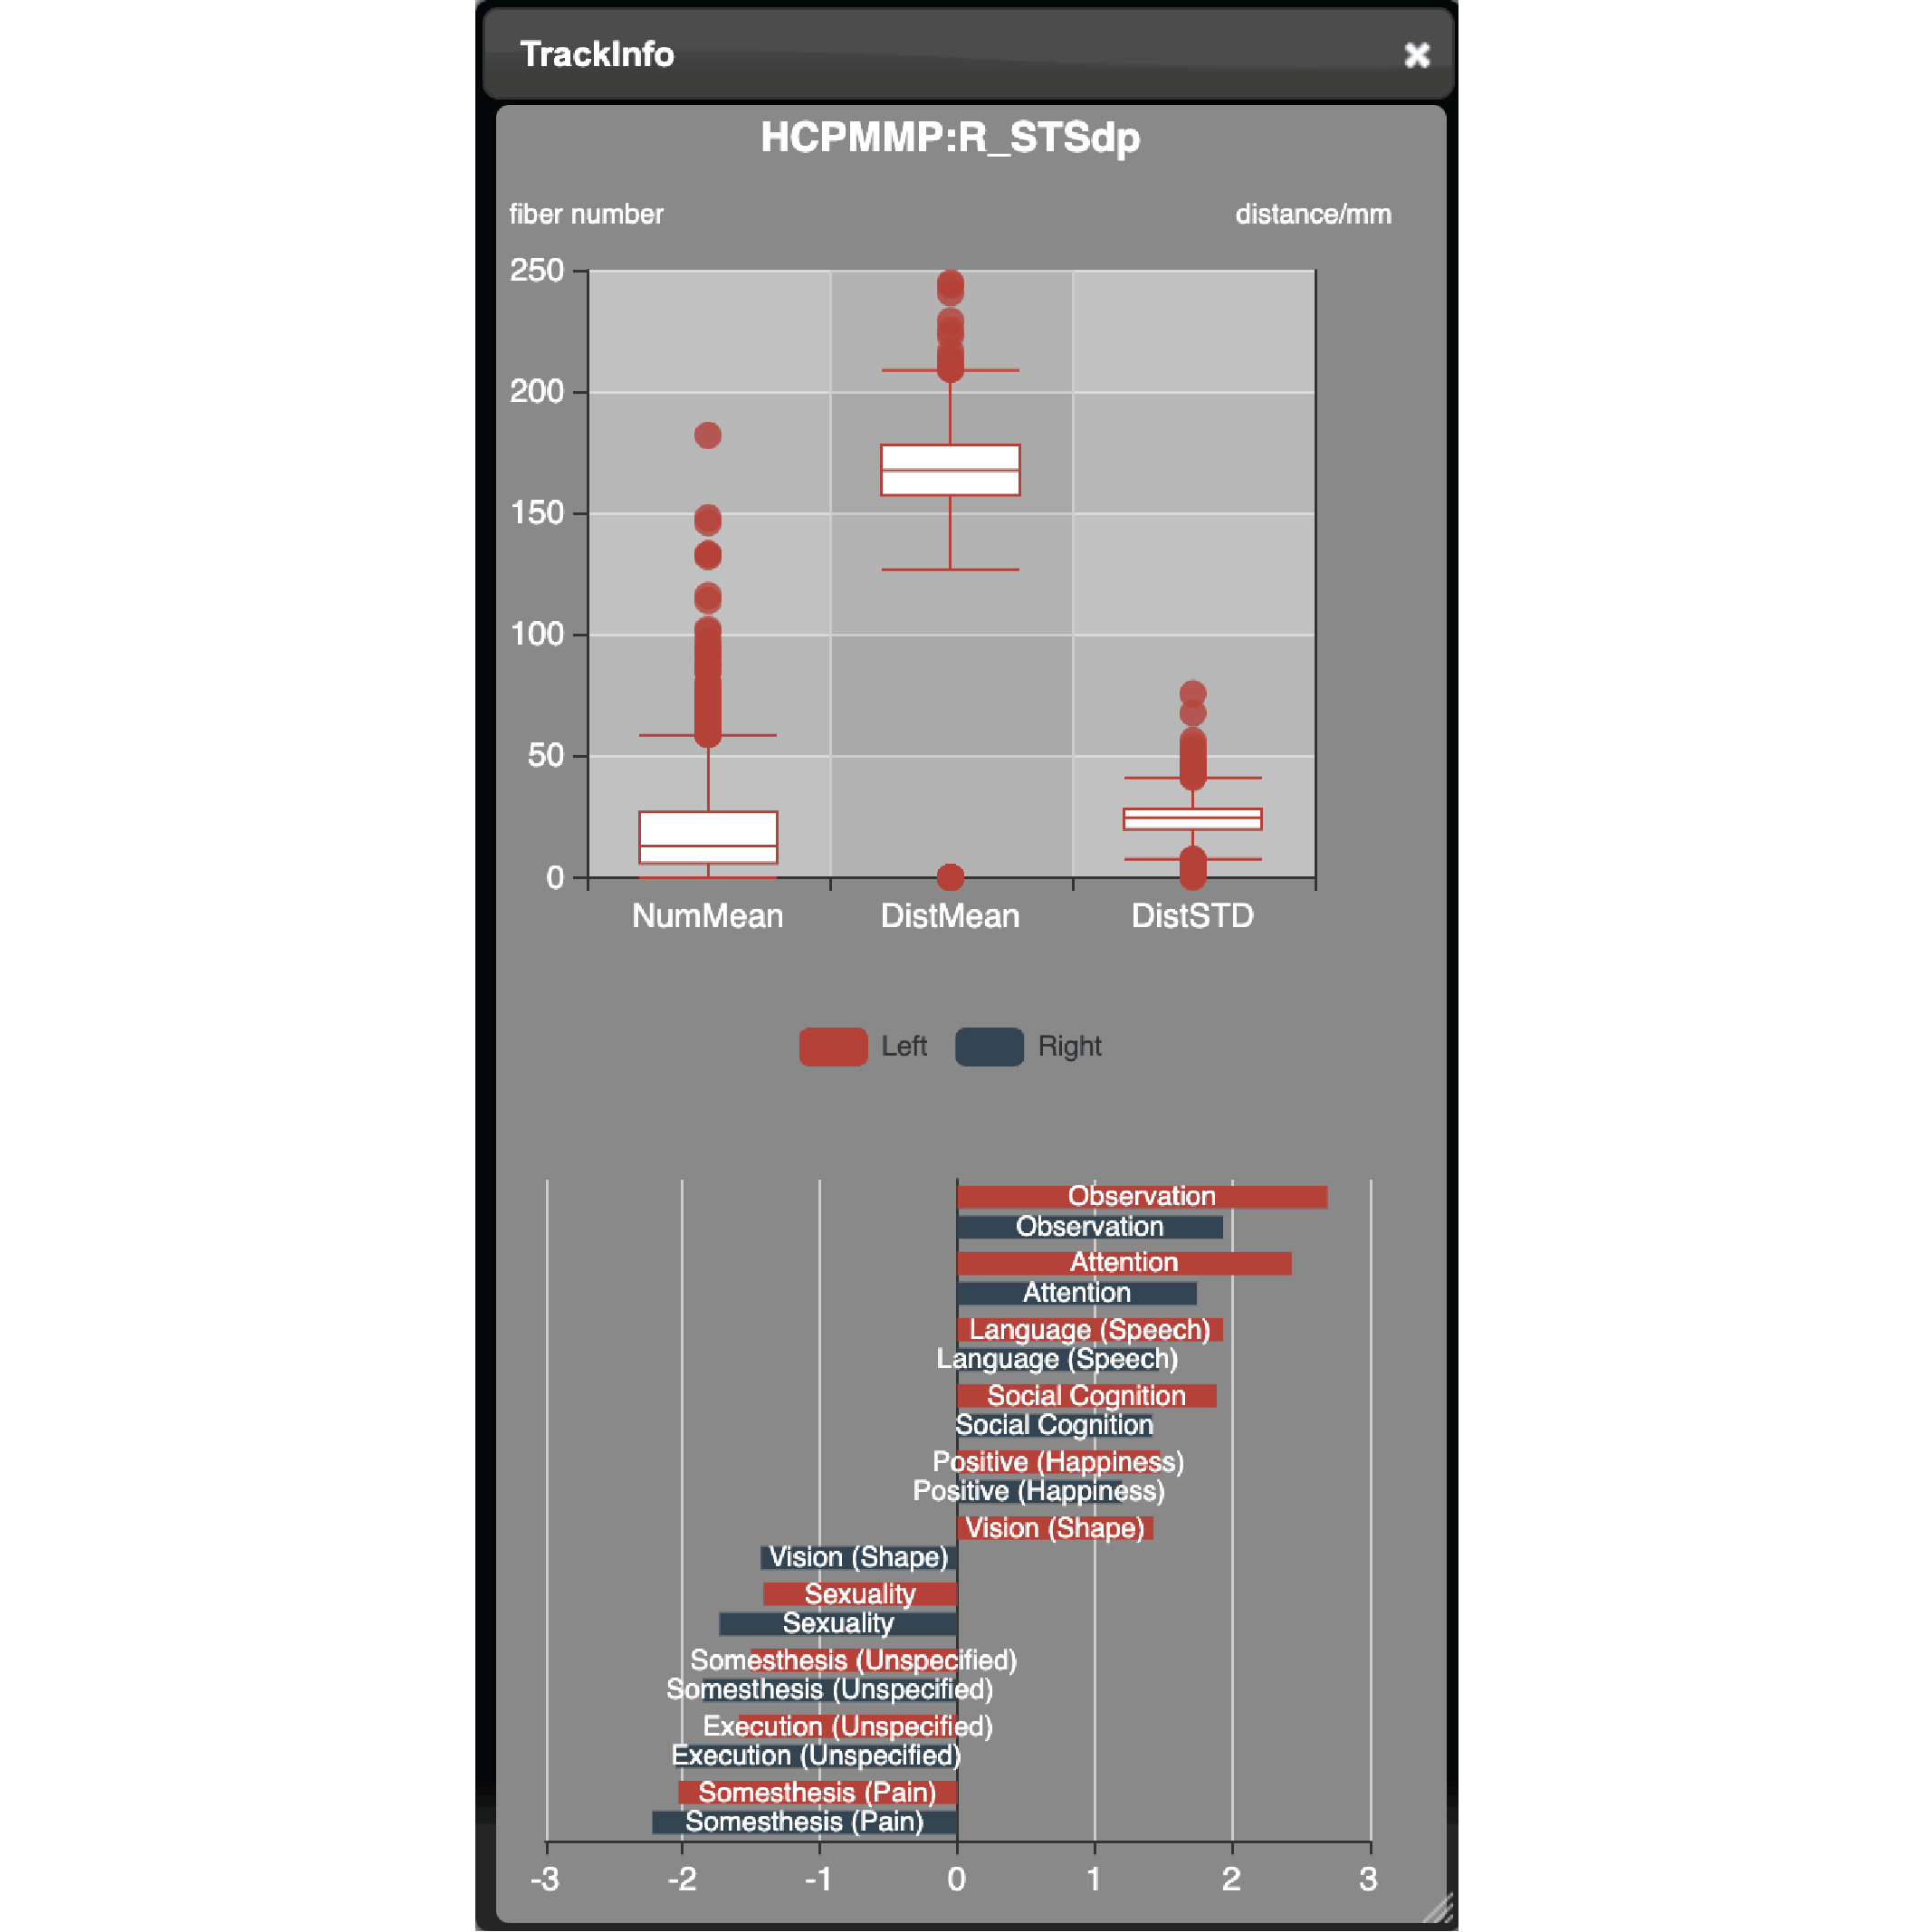 TrackInfo
HCPMMP:R_STSdp
fiber number distance/mm
250
200
150
100
50
0
NumMean DistMean DistSTD
Left Right
Observation
Observation
Attention
Attention
Language (Speech)
Language (Speech)
Social Cognition
Social Cognition
Positive (Happiness)
Positive (Happiness)
Vision (Shape)
Vision (Shape)
Sexuality
Sexuality
Somesthesis (Unspecified)
Somesthesis (Unspecified)
Execution (Unspecified)
Execution (Unspecified)
Somesthesis (Pain)
Somesthesis (Pain)
-3 -2 -1 0 1 2 3